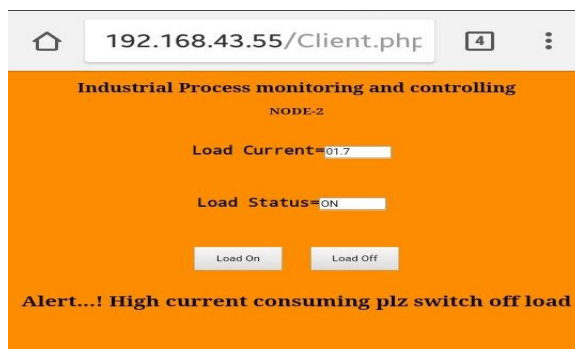 192.168.43.55/Client.php
4
Industrial Process monitoring and controlling
NODE-2
Load Current=01.7
Load Status=ON
Load On Load Off
Alert...! High current consuming plz switch off load